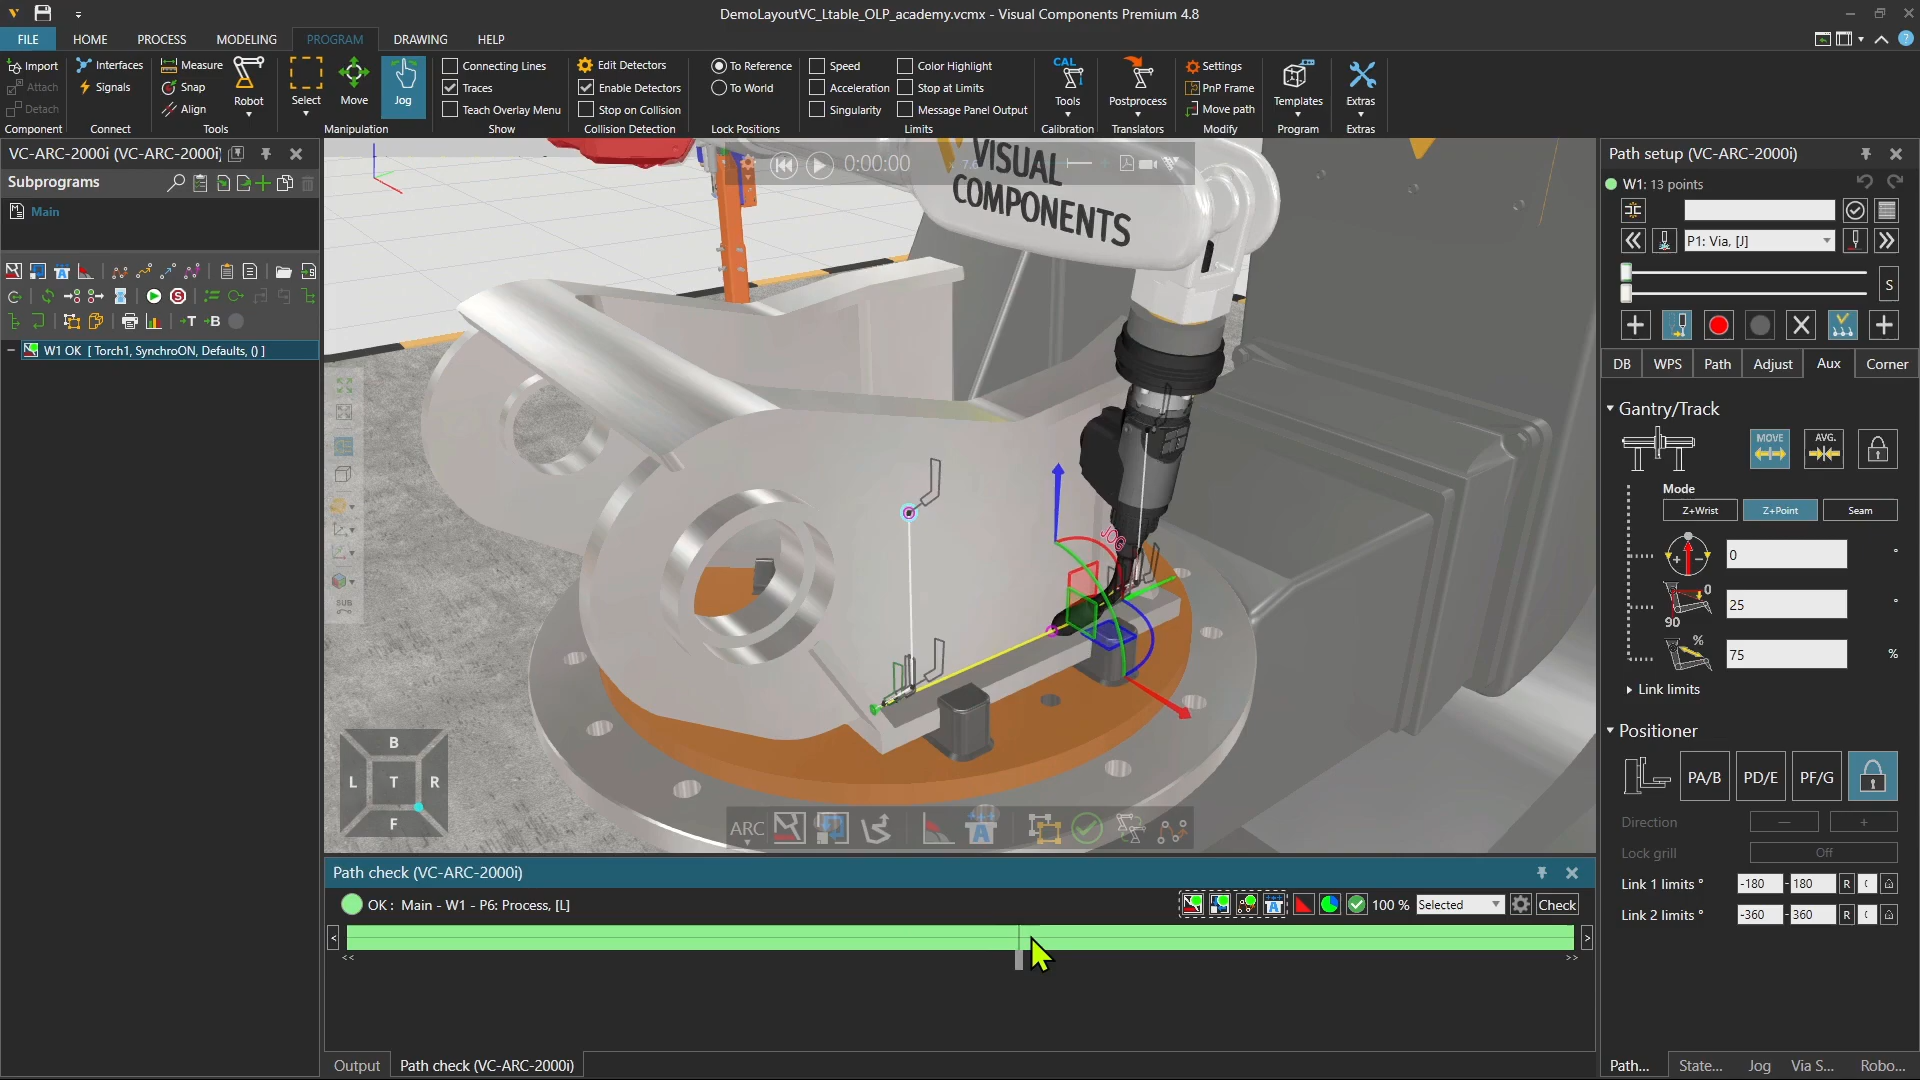 DemoLayoutVC_Ltable_OLP_academy.vcmx - Visual Components Premium 4.8
FILE HOME PROCESS MODELING PROGRAM DRAWING HELP
Import Interfaces Measure Connecting Lines Edit Detectors To Reference Speed Color Highlight CAL Settings
Attach Signals Snap Traces Enable Detectors To World Acceleration Stop at Limits PnP Frame
Detach Align Robot Select Move Jog Teach Overlay Menu Stop on Collision Singularity Message Panel Output Tools Postprocess Move path Templates Extras
Component Connect Tools Manipulation Show Collision Detection Lock Positions Limits Calibration Translators Modify Program Extras
VC-ARC-2000i (VC-ARC-2000i)
Subprograms
Main
W1 OK [ Torch1, SynchroON, Defaults, () ]
0:00:00
VISUAL
COMPONENTS
JOG
SUB
B
L T R
F
ARC
Path check (VC-ARC-2000i)
OK : Main - W1 - P6: Process, [L] 100 % Selected Check
< >
<< >>
Output Path check (VC-ARC-2000i)
Path setup (VC-ARC-2000i)
W1: 13 points
P1: Via, [J]
S
DB WPS Path Adjust Aux Corner
Gantry/Track
MOVE AVG.
Mode
Z+Wrist Z+Point Seam
0 °
0
25 °
90
%
75 %
Link limits
Positioner
PA/B PD/E PF/G
Direction — +
Lock grill Off
Link 1 limits ° -180 - 180 R
Link 2 limits ° -360 - 360 R
Path... State... Jog Via S... Robo...